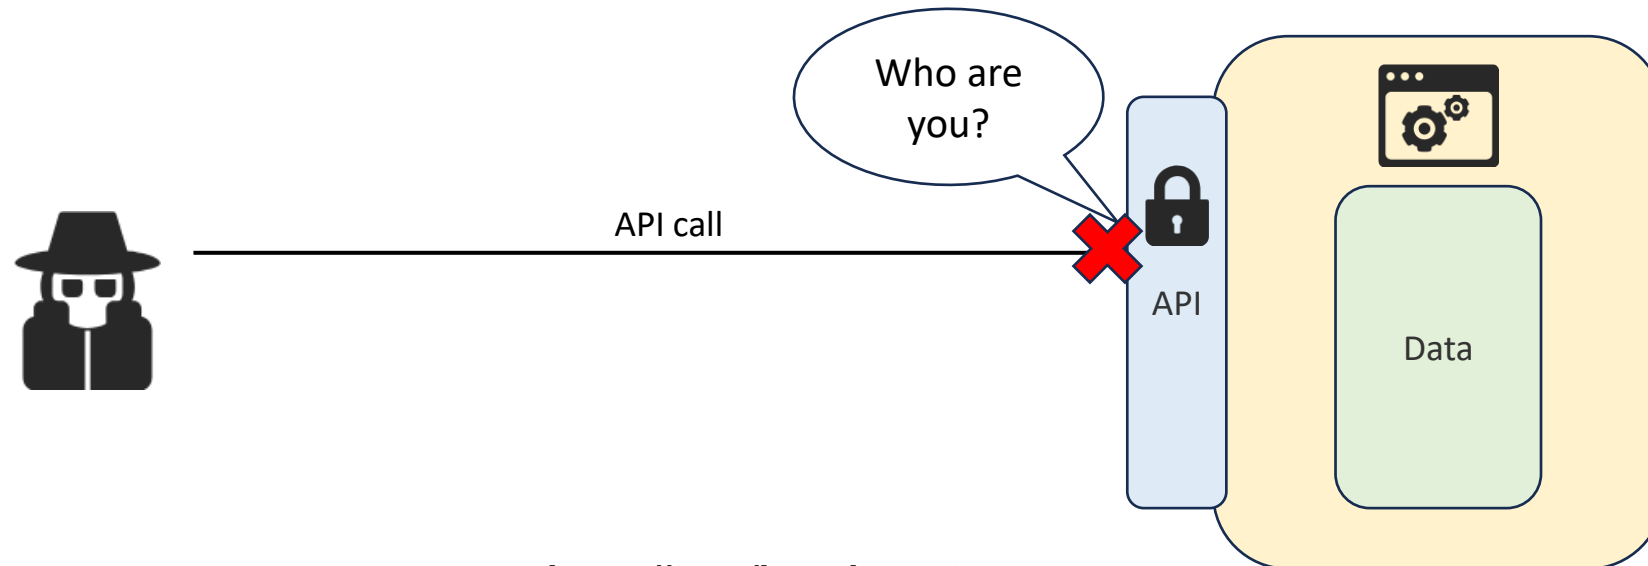 Who are
you?
API call
API
Data